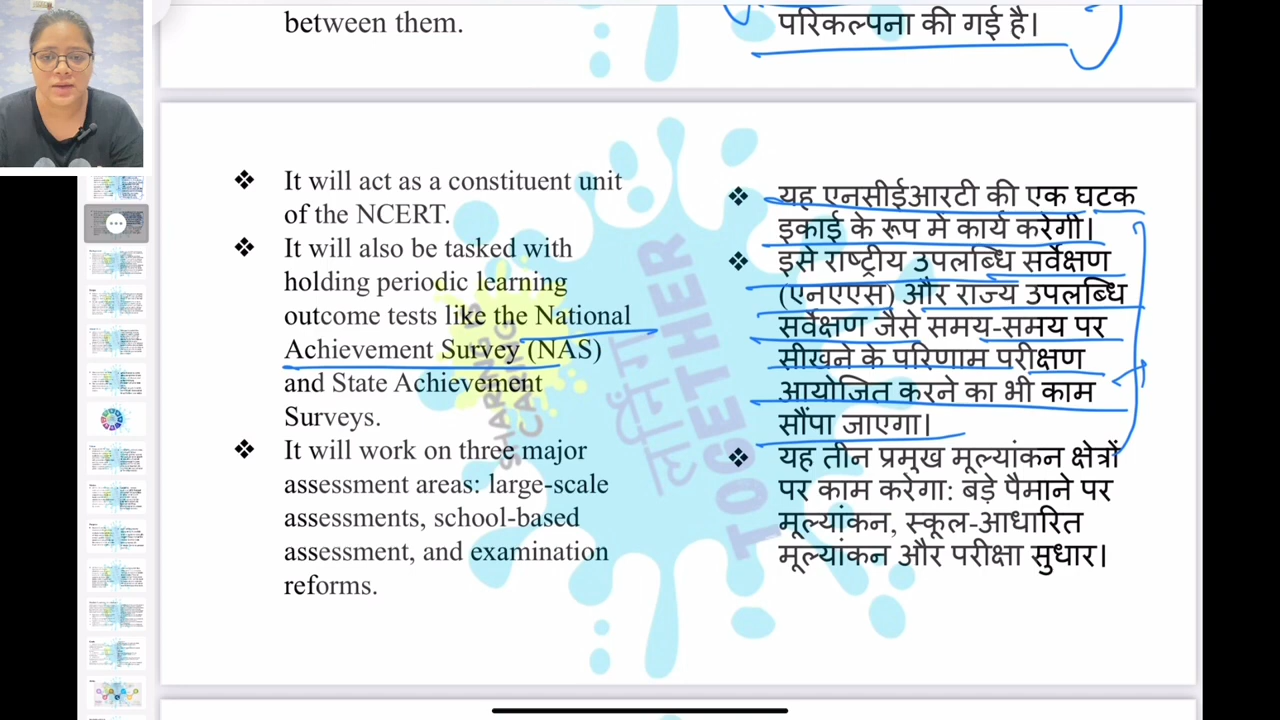 between them.
परिकल्पना की गई है।
❖ It will act as a constituent unit
of the NCERT.
❖ It will also be tasked with
holding periodic learning
outcome tests like the National
Achievement Survey (NAS)
and State Achievement
Surveys.
❖ It will work on three major
assessment areas: large-scale
assessments, school-based
assessment, and examination
reforms.
❖ यह एनसीईआरटी की एक घटक
इकाई के रूप में कार्य करेगी।
❖ इसे राष्ट्रीय उपलब्धि सर्वेक्षण
(एनएएस) और राज्य उपलब्धि
सर्वेक्षण जैसे समय-समय पर
सीखने के परिणाम परीक्षण
आयोजित करने का भी काम
सौंपा जाएगा।
❖ यह तीन प्रमुख मूल्यांकन क्षेत्रों
पर काम करेगा: बड़े पैमाने पर
मूल्यांकन, स्कूल-आधारित
मूल्यांकन और परीक्षा सुधार।
SHARING
TOGETHER